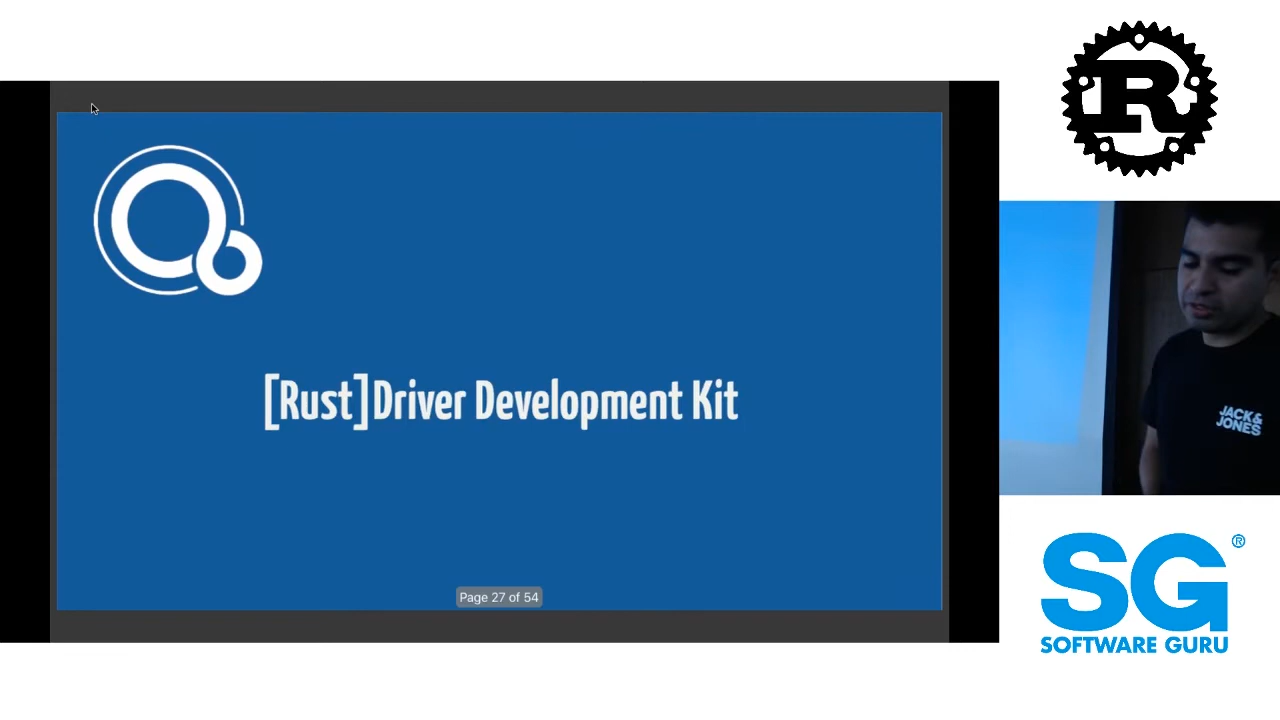 [Rust]Driver Development Kit
Page 27 of 54
R
JACK&
JONES
SG®
SOFTWARE GURU